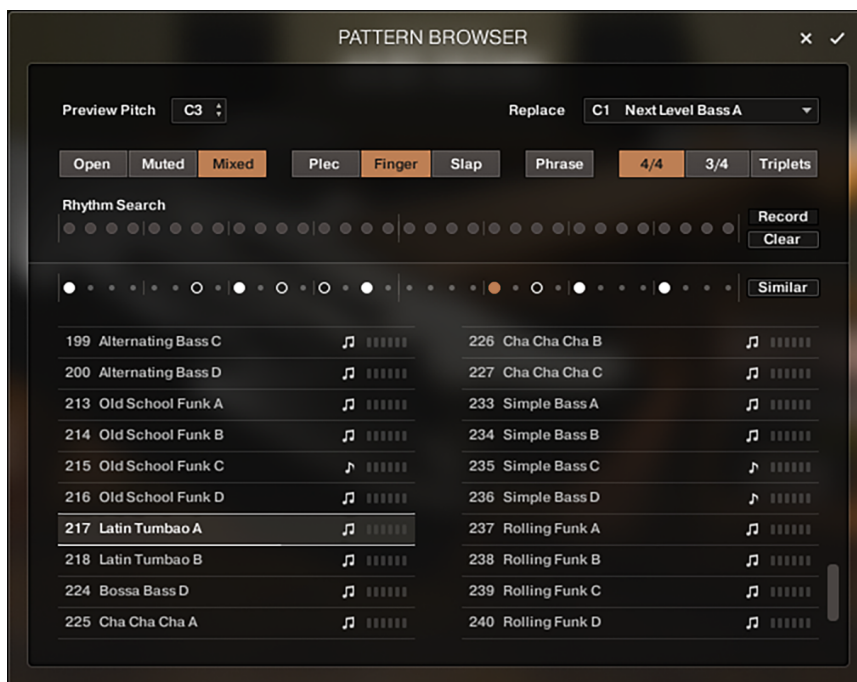 PATTERN BROWSER
Preview Pitch C3 Replace C1 Next Level Bass A
Open Muted Mixed Plec Finger Slap Phrase 4/4 3/4 Triplets
Rhythm Search
Record
Clear
Similar
199 Alternating Bass C
200 Alternating Bass D
213 Old School Funk A
214 Old School Funk B
215 Old School Funk C
216 Old School Funk D
217 Latin Tumbao A
218 Latin Tumbao B
224 Bossa Bass D
225 Cha Cha Cha A
226 Cha Cha Cha B
227 Cha Cha Cha C
233 Simple Bass A
234 Simple Bass B
235 Simple Bass C
236 Simple Bass D
237 Rolling Funk A
238 Rolling Funk B
239 Rolling Funk C
240 Rolling Funk D